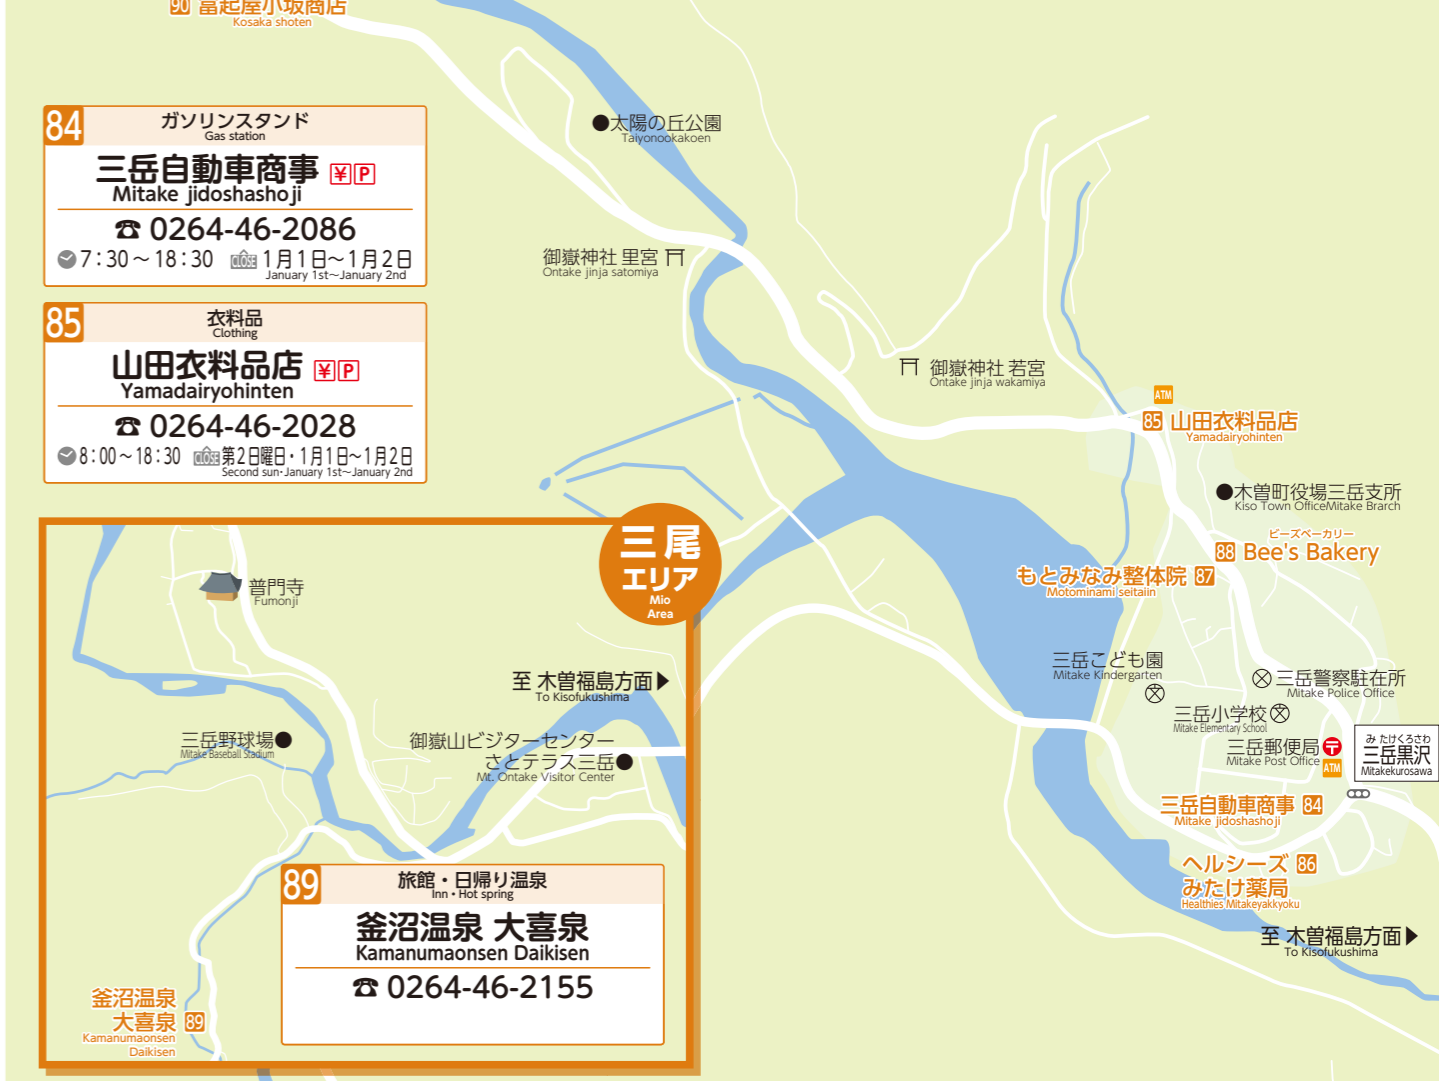 90 富起屋小坂商店
Kosaka shoten
84
ガソリンスタンド
Gas station
三岳自動車商事 ¥ P
Mitake jidoshashoji
☎ 0264-46-2086
7:30～18:30 CLOSE 1月1日～1月2日
January 1st～January 2nd
85
衣料品
Clothing
山田衣料品店 ¥ P
Yamadairyohinten
☎ 0264-46-2028
8:00～18:30 CLOSE 第2日曜日・1月1日～1月2日
Second sun・January 1st～January 2nd
●太陽の丘公園
Taiyonookakoen
御嶽神社 里宮
Ontake jinja satomiya
御嶽神社 若宮
Ontake jinja wakamiya
ATM
85 山田衣料品店
Yamadairyohinten
●木曽町役場三岳支所
Kiso Town OfficeMitake Brarch
ビーズベーカリー
88 Bee's Bakery
もとみなみ整体院 87
Motominami seitaiin
三岳こども園
Mitake Kindergarten
三岳警察駐在所
Mitake Police Office
三岳小学校
Mitake Elementary School
三岳郵便局
Mitake Post Office
ATM
みたけくろさわ
三岳黒沢
Mitakekurosawa
三岳自動車商事 84
Mitake jidoshashoji
ヘルシーズ 86
みたけ薬局
Healthies Mitakeyakkyoku
至 木曽福島方面▶
To Kisofukushima
三尾
エリア
Mio
Area
普門寺
Fumonji
至 木曽福島方面▶
To Kisofukushima
三岳野球場●
Mitake Baseball Stadium
御嶽山ビジターセンター
さとテラス三岳●
Mt. Ontake Visitor Center
89
旅館・日帰り温泉
Inn・Hot spring
釜沼温泉 大喜泉
Kamanumaonsen Daikisen
☎ 0264-46-2155
釜沼温泉
大喜泉 89
Kamanumaonsen
Daikisen